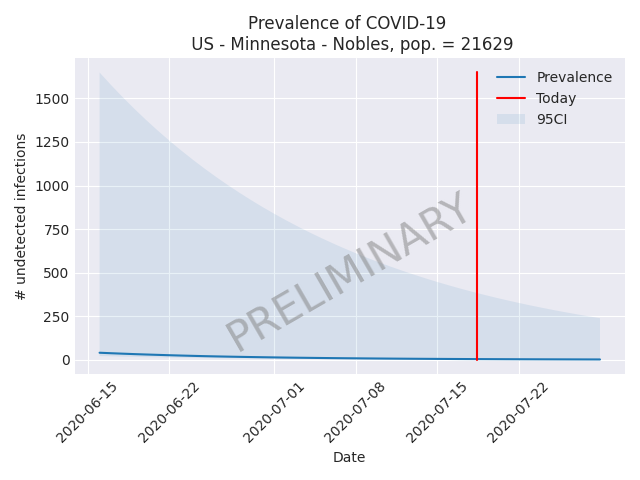 Prevalence of COVID-19
US - Minnesota - Nobles, pop. = 21629
Prevalence
Today
95CI
1500
1250
1000
750
500
250
0
# undetected infections
PRELIMINARY
2020-06-15
2020-06-22
2020-07-01
2020-07-08
2020-07-15
2020-07-22
Date